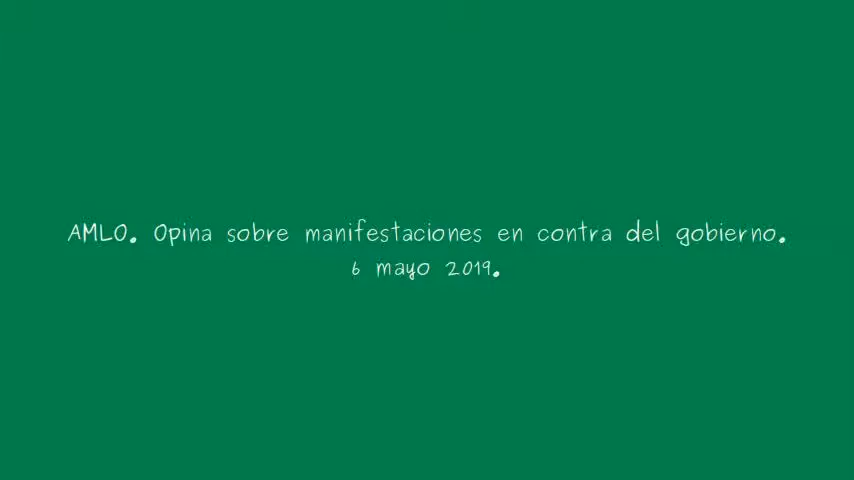 AMLO. Opina sobre manifestaciones en contra del gobierno.
6 mayo 2019.